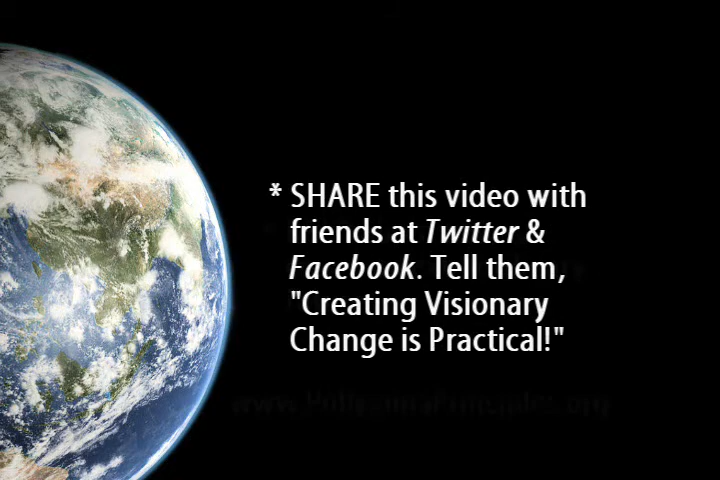 * SHARE this video with
friends at Twitter &
Facebook. Tell them,
"Creating Visionary
Change is Practical!"